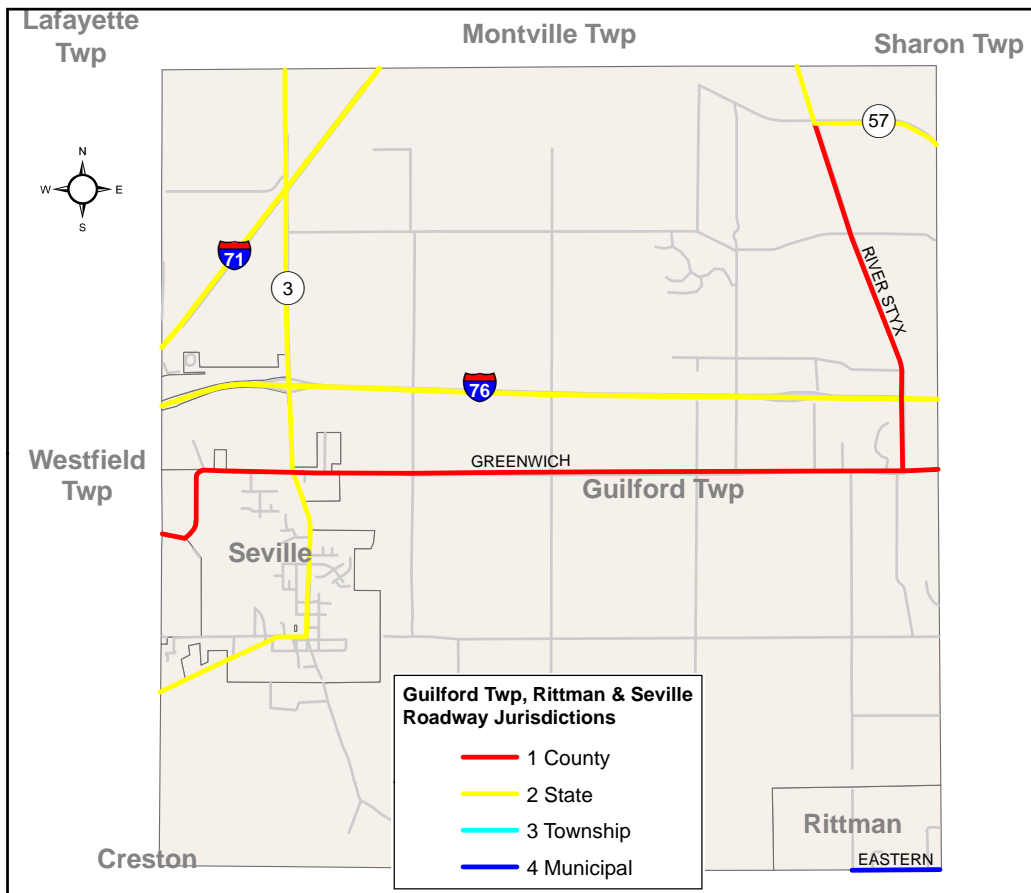 Lafayette
Twp
Montville Twp
Sharon Twp
57
N
W E
S
71
3
RIVER STYX
76
Westfield
Twp
GREENWICH
Guilford Twp
Seville
Guilford Twp, Rittman & Seville
Roadway Jurisdictions
1 County
2 State
3 Township
4 Municipal
Rittman
Creston
EASTERN